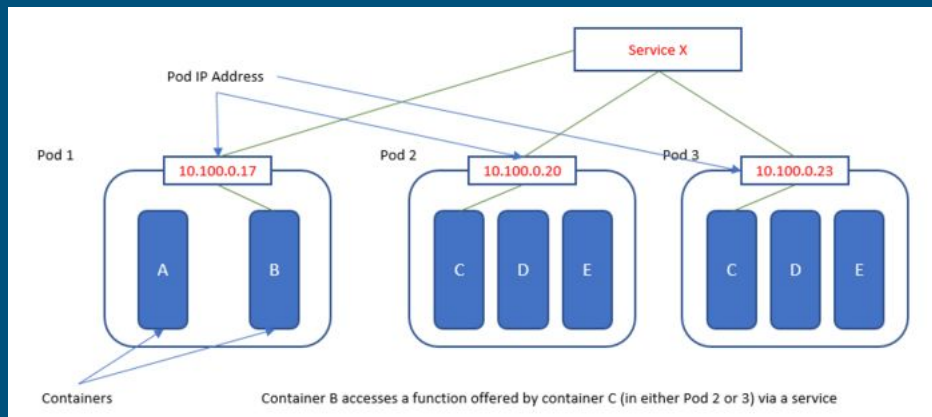 Service X
Pod IP Address
Pod 1
Pod 2
Pod 3
10.100.0.17
10.100.0.20
10.100.0.23
A
B
C
D
E
C
D
E
Containers
Container B accesses a function offered by container C (in either Pod 2 or 3) via a service